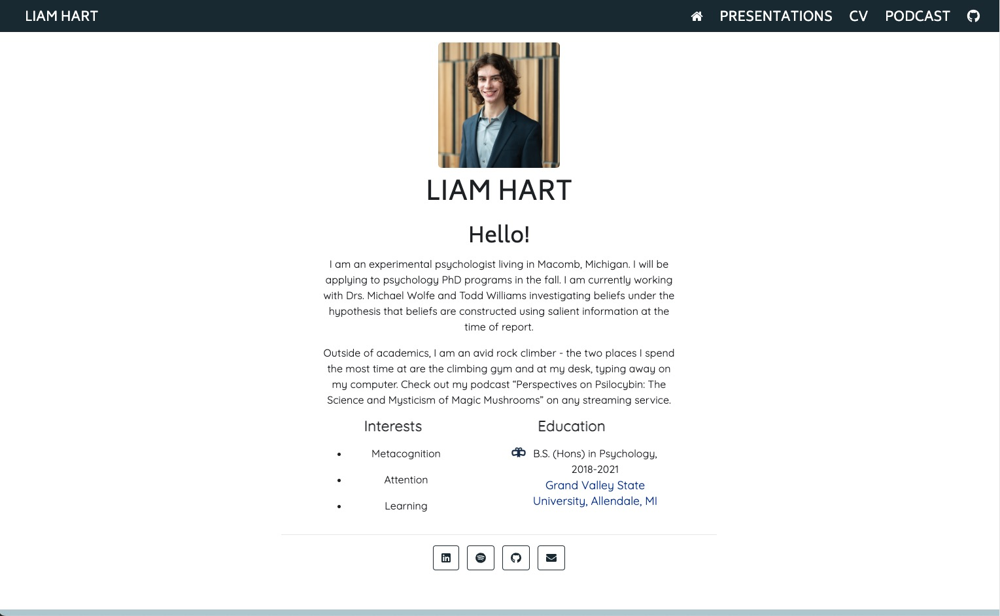 LIAM HART
PRESENTATIONS CV PODCAST
LIAM HART
Hello!
I am an experimental psychologist living in Macomb, Michigan. I will be
applying to psychology PhD programs in the fall. I am currently working
with Drs. Michael Wolfe and Todd Williams investigating beliefs under the
hypothesis that beliefs are constructed using salient information at the
time of report.
Outside of academics, I am an avid rock climber - the two places I spend
the most time at are the climbing gym and at my desk, typing away on
my computer. Check out my podcast “Perspectives on Psilocybin: The
Science and Mysticism of Magic Mushrooms” on any streaming service.
Interests
• Metacognition
• Attention
• Learning
Education
B.S. (Hons) in Psychology,
2018-2021
Grand Valley State
University, Allendale, MI